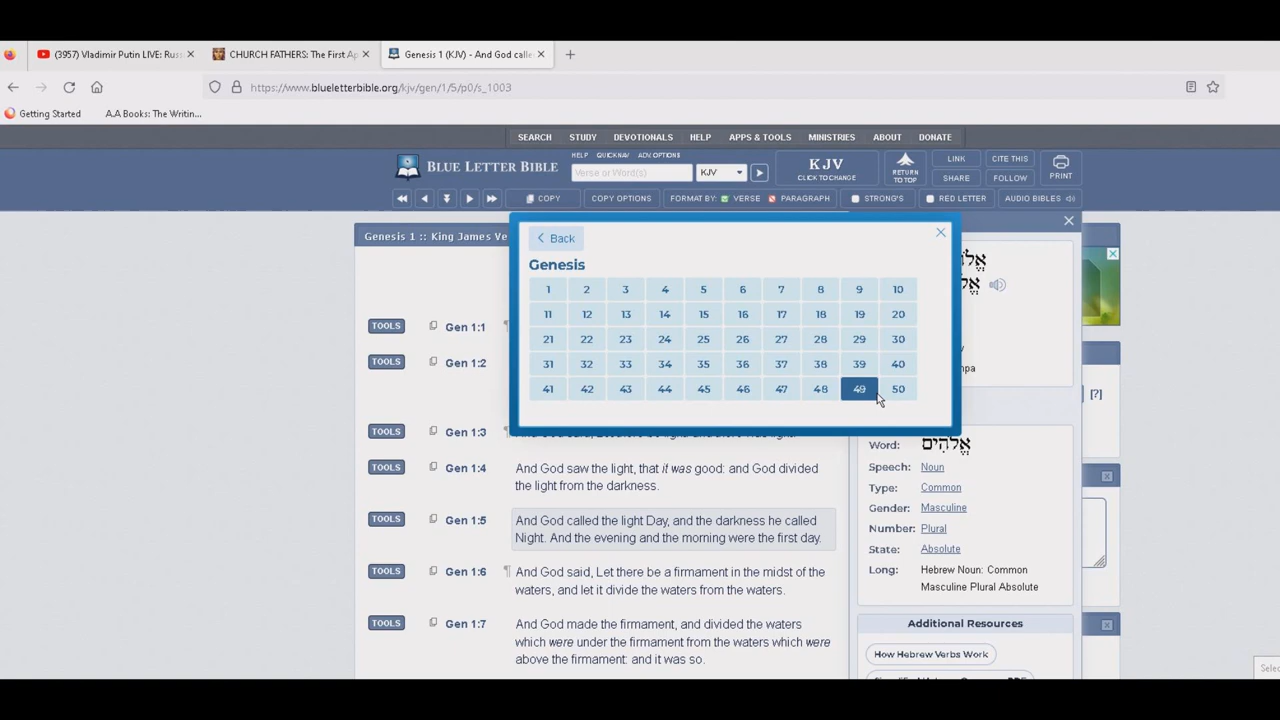 (3957) Vladimir Putin LIVE: Rus
CHURCH FATHERS: The First Ap
Genesis 1 (KJV) - And God calle
https://www.blueletterbible.org/kjv/gen/1/5/p0/s_1003
Getting Started
A.A Books: The Writin...
SEARCH STUDY DEVOTIONALS HELP APPS & TOOLS MINISTRIES ABOUT DONATE
BLUE LETTER BIBLE
HELP QUICKNAV ADV. OPTIONS
Verse or Word(s)
KJV
KJV
CLICK TO CHANGE
RETURN
TO TOP
LINK
CITE THIS
SHARE
FOLLOW
PRINT
COPY COPY OPTIONS FORMAT BY: VERSE PARAGRAPH STRONG'S RED LETTER AUDIO BIBLES
Genesis 1 :: King James Ve
Back
Genesis
1 2 3 4 5 6 7 8 9 10
11 12 13 14 15 16 17 18 19 20
21 22 23 24 25 26 27 28 29 30
31 32 33 34 35 36 37 38 39 40
41 42 43 44 45 46 47 48 49 50
TOOLS Gen 1:1 ¶
TOOLS Gen 1:2
TOOLS Gen 1:3 ¶ And God said, Let there be light: and there was light.
TOOLS Gen 1:4 And God saw the light, that it was good: and God divided
the light from the darkness.
TOOLS Gen 1:5 And God called the light Day, and the darkness he called
Night. And the evening and the morning were the first day.
TOOLS Gen 1:6 ¶ And God said, Let there be a firmament in the midst of the
waters, and let it divide the waters from the waters.
TOOLS Gen 1:7 And God made the firmament, and divided the waters
which were under the firmament from the waters which were
above the firmament: and it was so.
Word: אֱלֹהִים
Speech: Noun
Type: Common
Gender: Masculine
Number: Plural
State: Absolute
Long: Hebrew Noun: Common
Masculine Plural Absolute
Additional Resources
How Hebrew Verbs Work
[?]